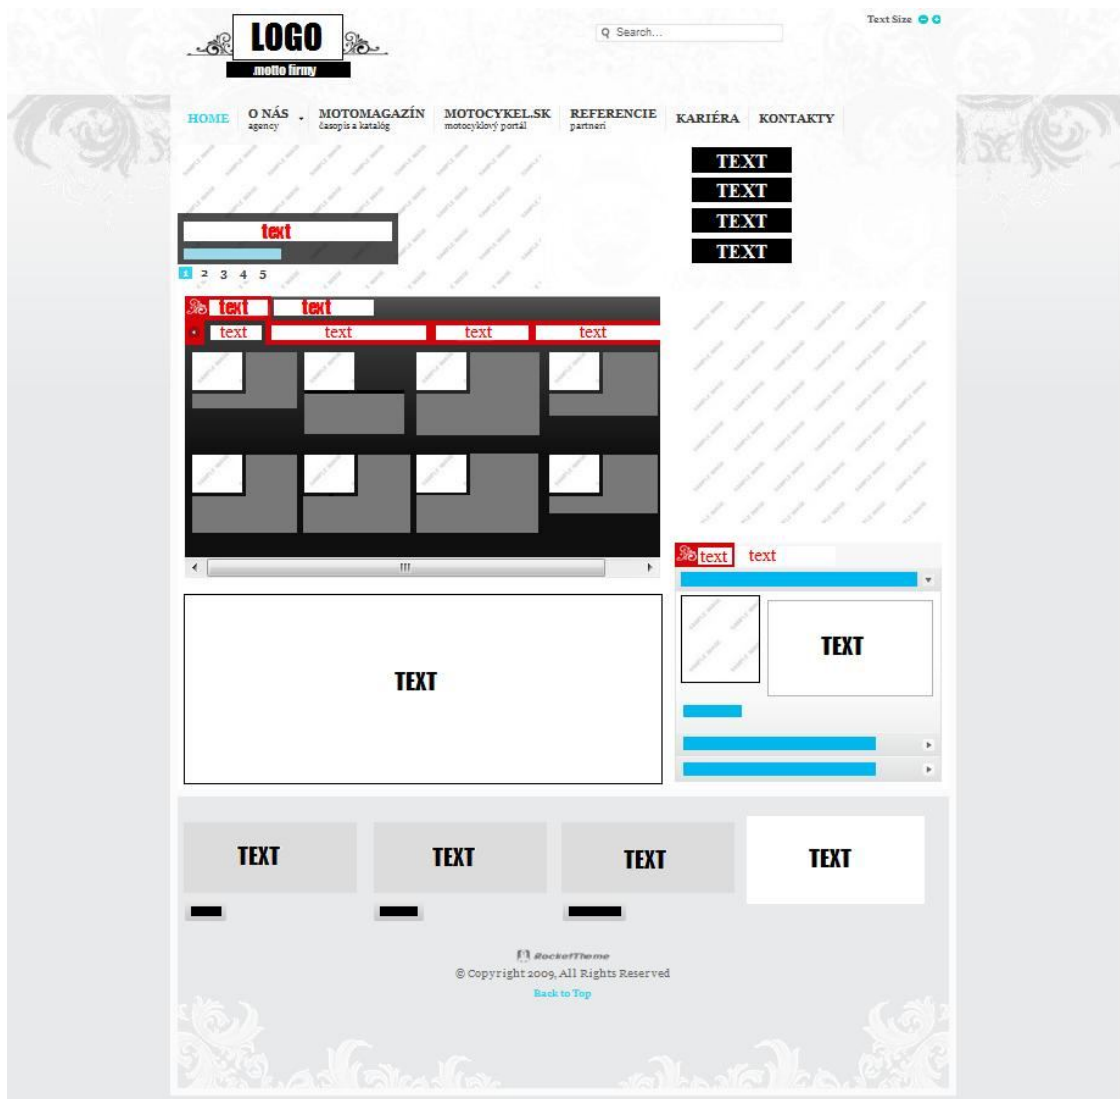 LOGO
.motto firmy
Search...
Text Size
HOME
O NÁS
agency
MOTOMAGAZÍN
časopis a katalóg
MOTOCYKEL.SK
motocyklový portál
REFERENCIE
partnerí
KARIÉRA
KONTAKTY
TEXT
TEXT
TEXT
TEXT
text
1 2 3 4 5
text text
text text text text
text text
TEXT
TEXT
TEXT TEXT TEXT TEXT
RocketTheme
© Copyright 2009, All Rights Reserved
Back to Top